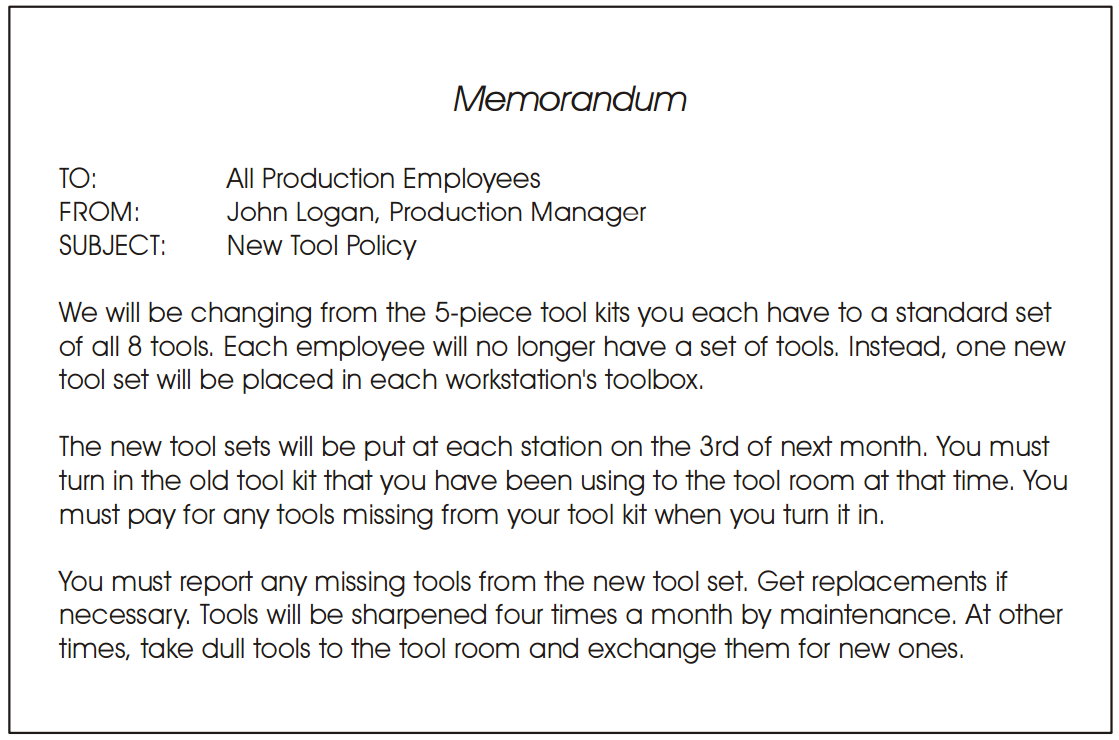 Memorandum
TO: All Production Employees
FROM: John Logan, Production Manager
SUBJECT: New Tool Policy
We will be changing from the 5-piece tool kits you each have to a standard set
of all 8 tools. Each employee will no longer have a set of tools. Instead, one new
tool set will be placed in each workstation's toolbox.
The new tool sets will be put at each station on the 3rd of next month. You must
turn in the old tool kit that you have been using to the tool room at that time. You
must pay for any tools missing from your tool kit when you turn it in.
You must report any missing tools from the new tool set. Get replacements if
necessary. Tools will be sharpened four times a month by maintenance. At other
times, take dull tools to the tool room and exchange them for new ones.